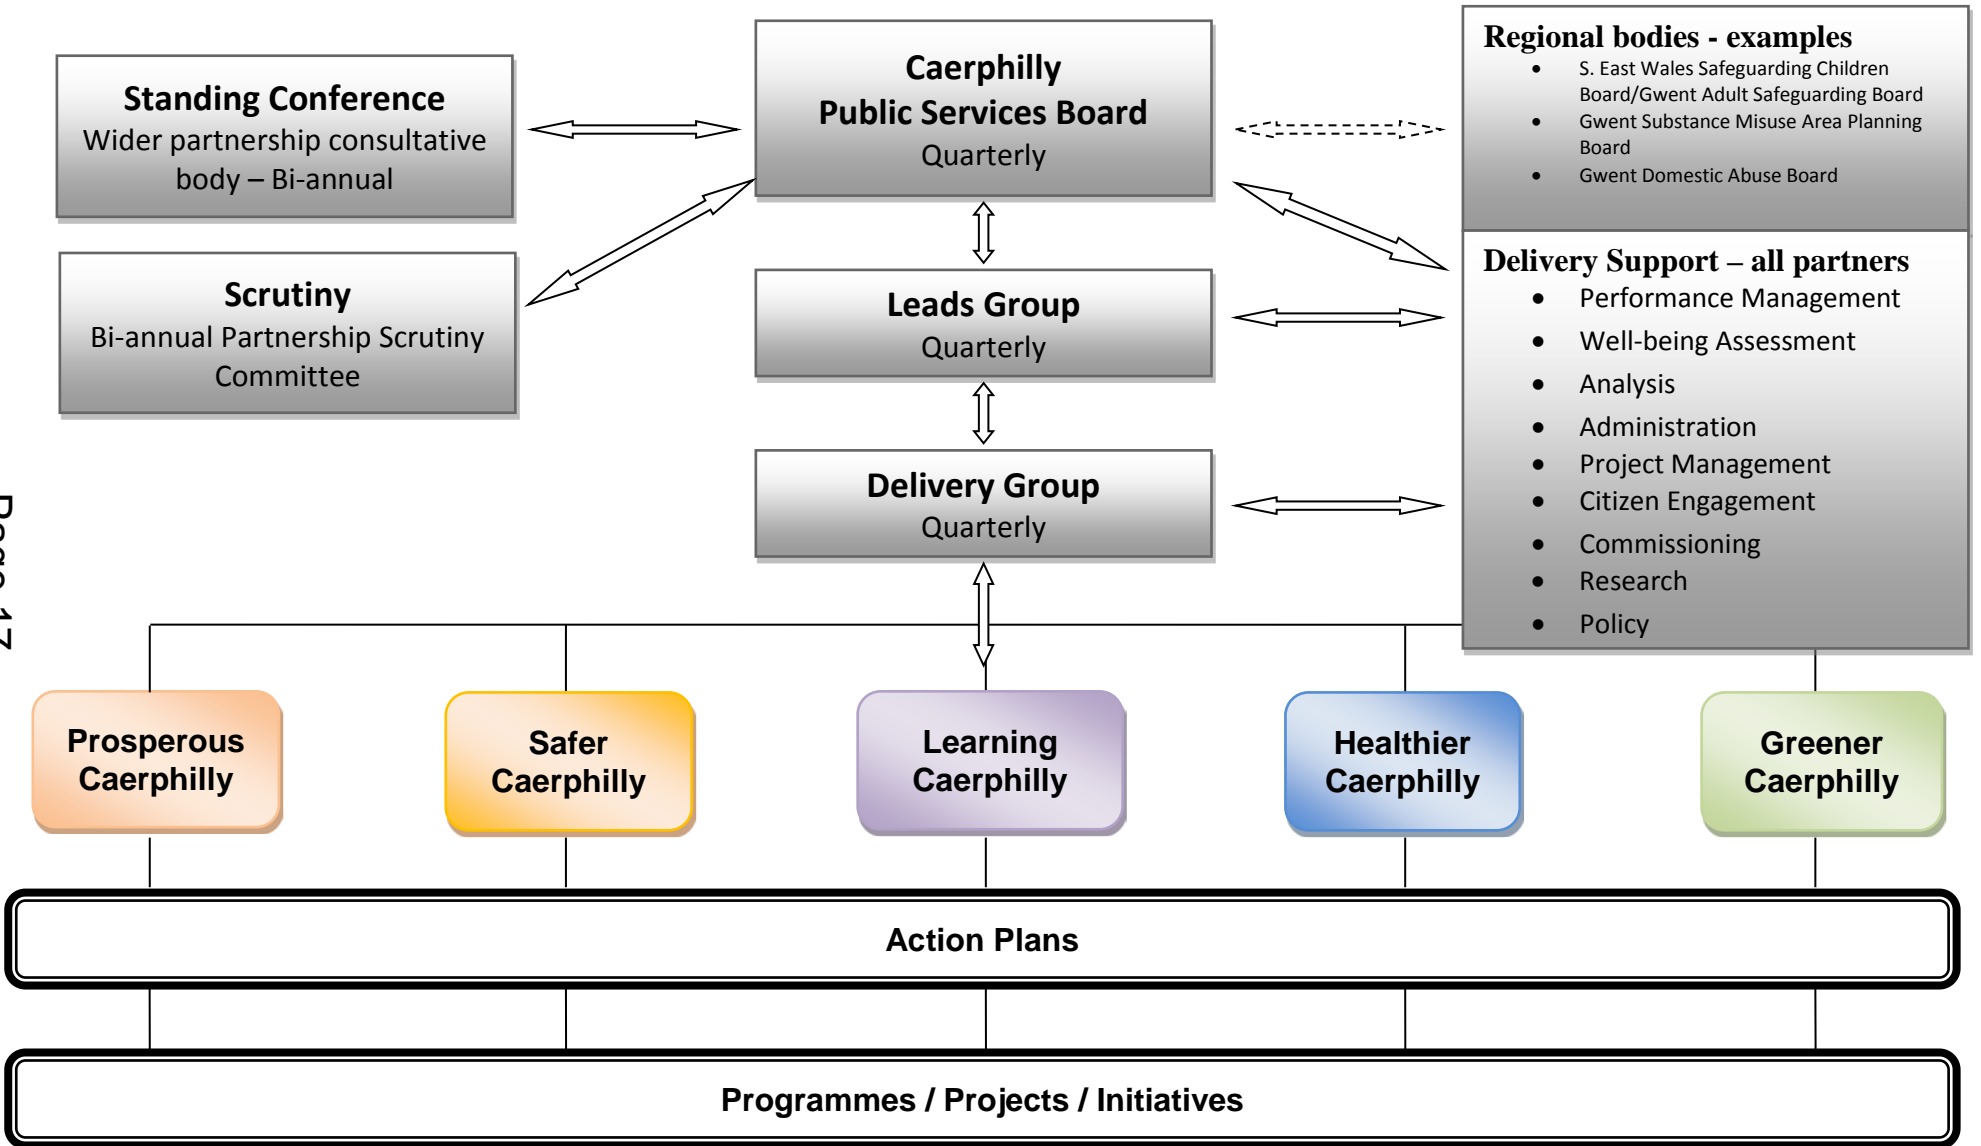 Standing Conference
Wider partnership consultative
body – Bi-annual
Caerphilly
Public Services Board
Quarterly
Regional bodies - examples
• S. East Wales Safeguarding Children
Board/Gwent Adult Safeguarding Board
• Gwent Substance Misuse Area Planning
Board
• Gwent Domestic Abuse Board
Scrutiny
Bi-annual Partnership Scrutiny
Committee
Leads Group
Quarterly
Delivery Group
Quarterly
Delivery Support – all partners
• Performance Management
• Well-being Assessment
• Analysis
• Administration
• Project Management
• Citizen Engagement
• Commissioning
• Research
• Policy
Page 17
Prosperous
Caerphilly
Safer
Caerphilly
Learning
Caerphilly
Healthier
Caerphilly
Greener
Caerphilly
Action Plans
Programmes / Projects / Initiatives